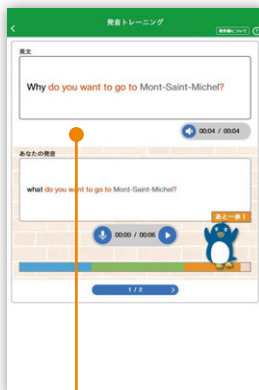 発音トレーニング
英文
Why do you want to go to Mont-Saint-Michel?
00:04 / 00:04
あなたの発音
what do you want to go to Mont-Saint-Michel?
あと一歩！
00:00 / 00:06
1 / 2